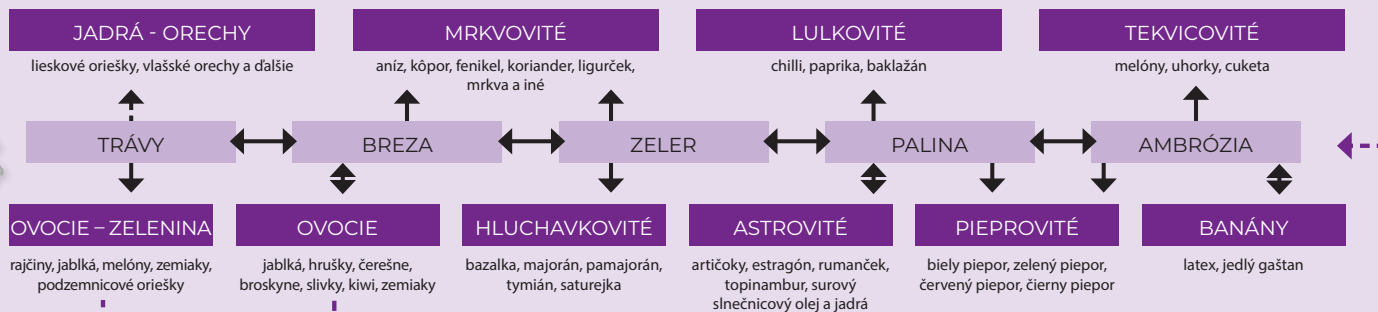 JADRÁ - ORECHY
lieskové oriešky, vlašské orechy a ďalšie
MRKVOVITÉ
aníz, kôpor, fenikel, koriander, ligurček,
mrkva a iné
LULKOVITÉ
chilli, paprika, baklažán
TEKVICOVITÉ
melóny, uhorky, cuketa
TRÁVY
BREZA
ZELER
PALINA
AMBRÓZIA
OVOCIE – ZELENINA
rajčiny, jablká, melóny, zemiaky,
podzemnicové oriešky
OVOCIE
jablká, hrušky, čerešne,
broskyne, slivky, kiwi, zemiaky
HLUCHAVKOVITÉ
bazalka, majorán, pamajorán,
tymián, saturejka
ASTROVITÉ
artičoky, estragón, rumanček,
topinambur, surový
slnečnicový olej a jadrá
PIEPROVITÉ
biely piepor, zelený piepor,
červený piepor, čierny piepor
BANÁNY
latex, jedlý gaštan